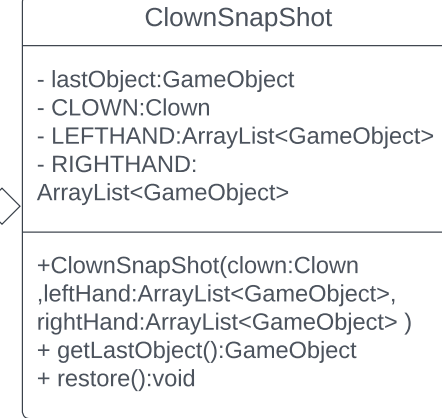 ClownSnapShot
- lastObject:GameObject
- CLOWN:Clown
- LEFTHAND:ArrayList<GameObject>
- RIGHTHAND:
ArrayList<GameObject>
+ClownSnapShot(clown:Clown
,leftHand:ArrayList<GameObject>,
rightHand:ArrayList<GameObject> )
+ getLastObject():GameObject
+ restore():void